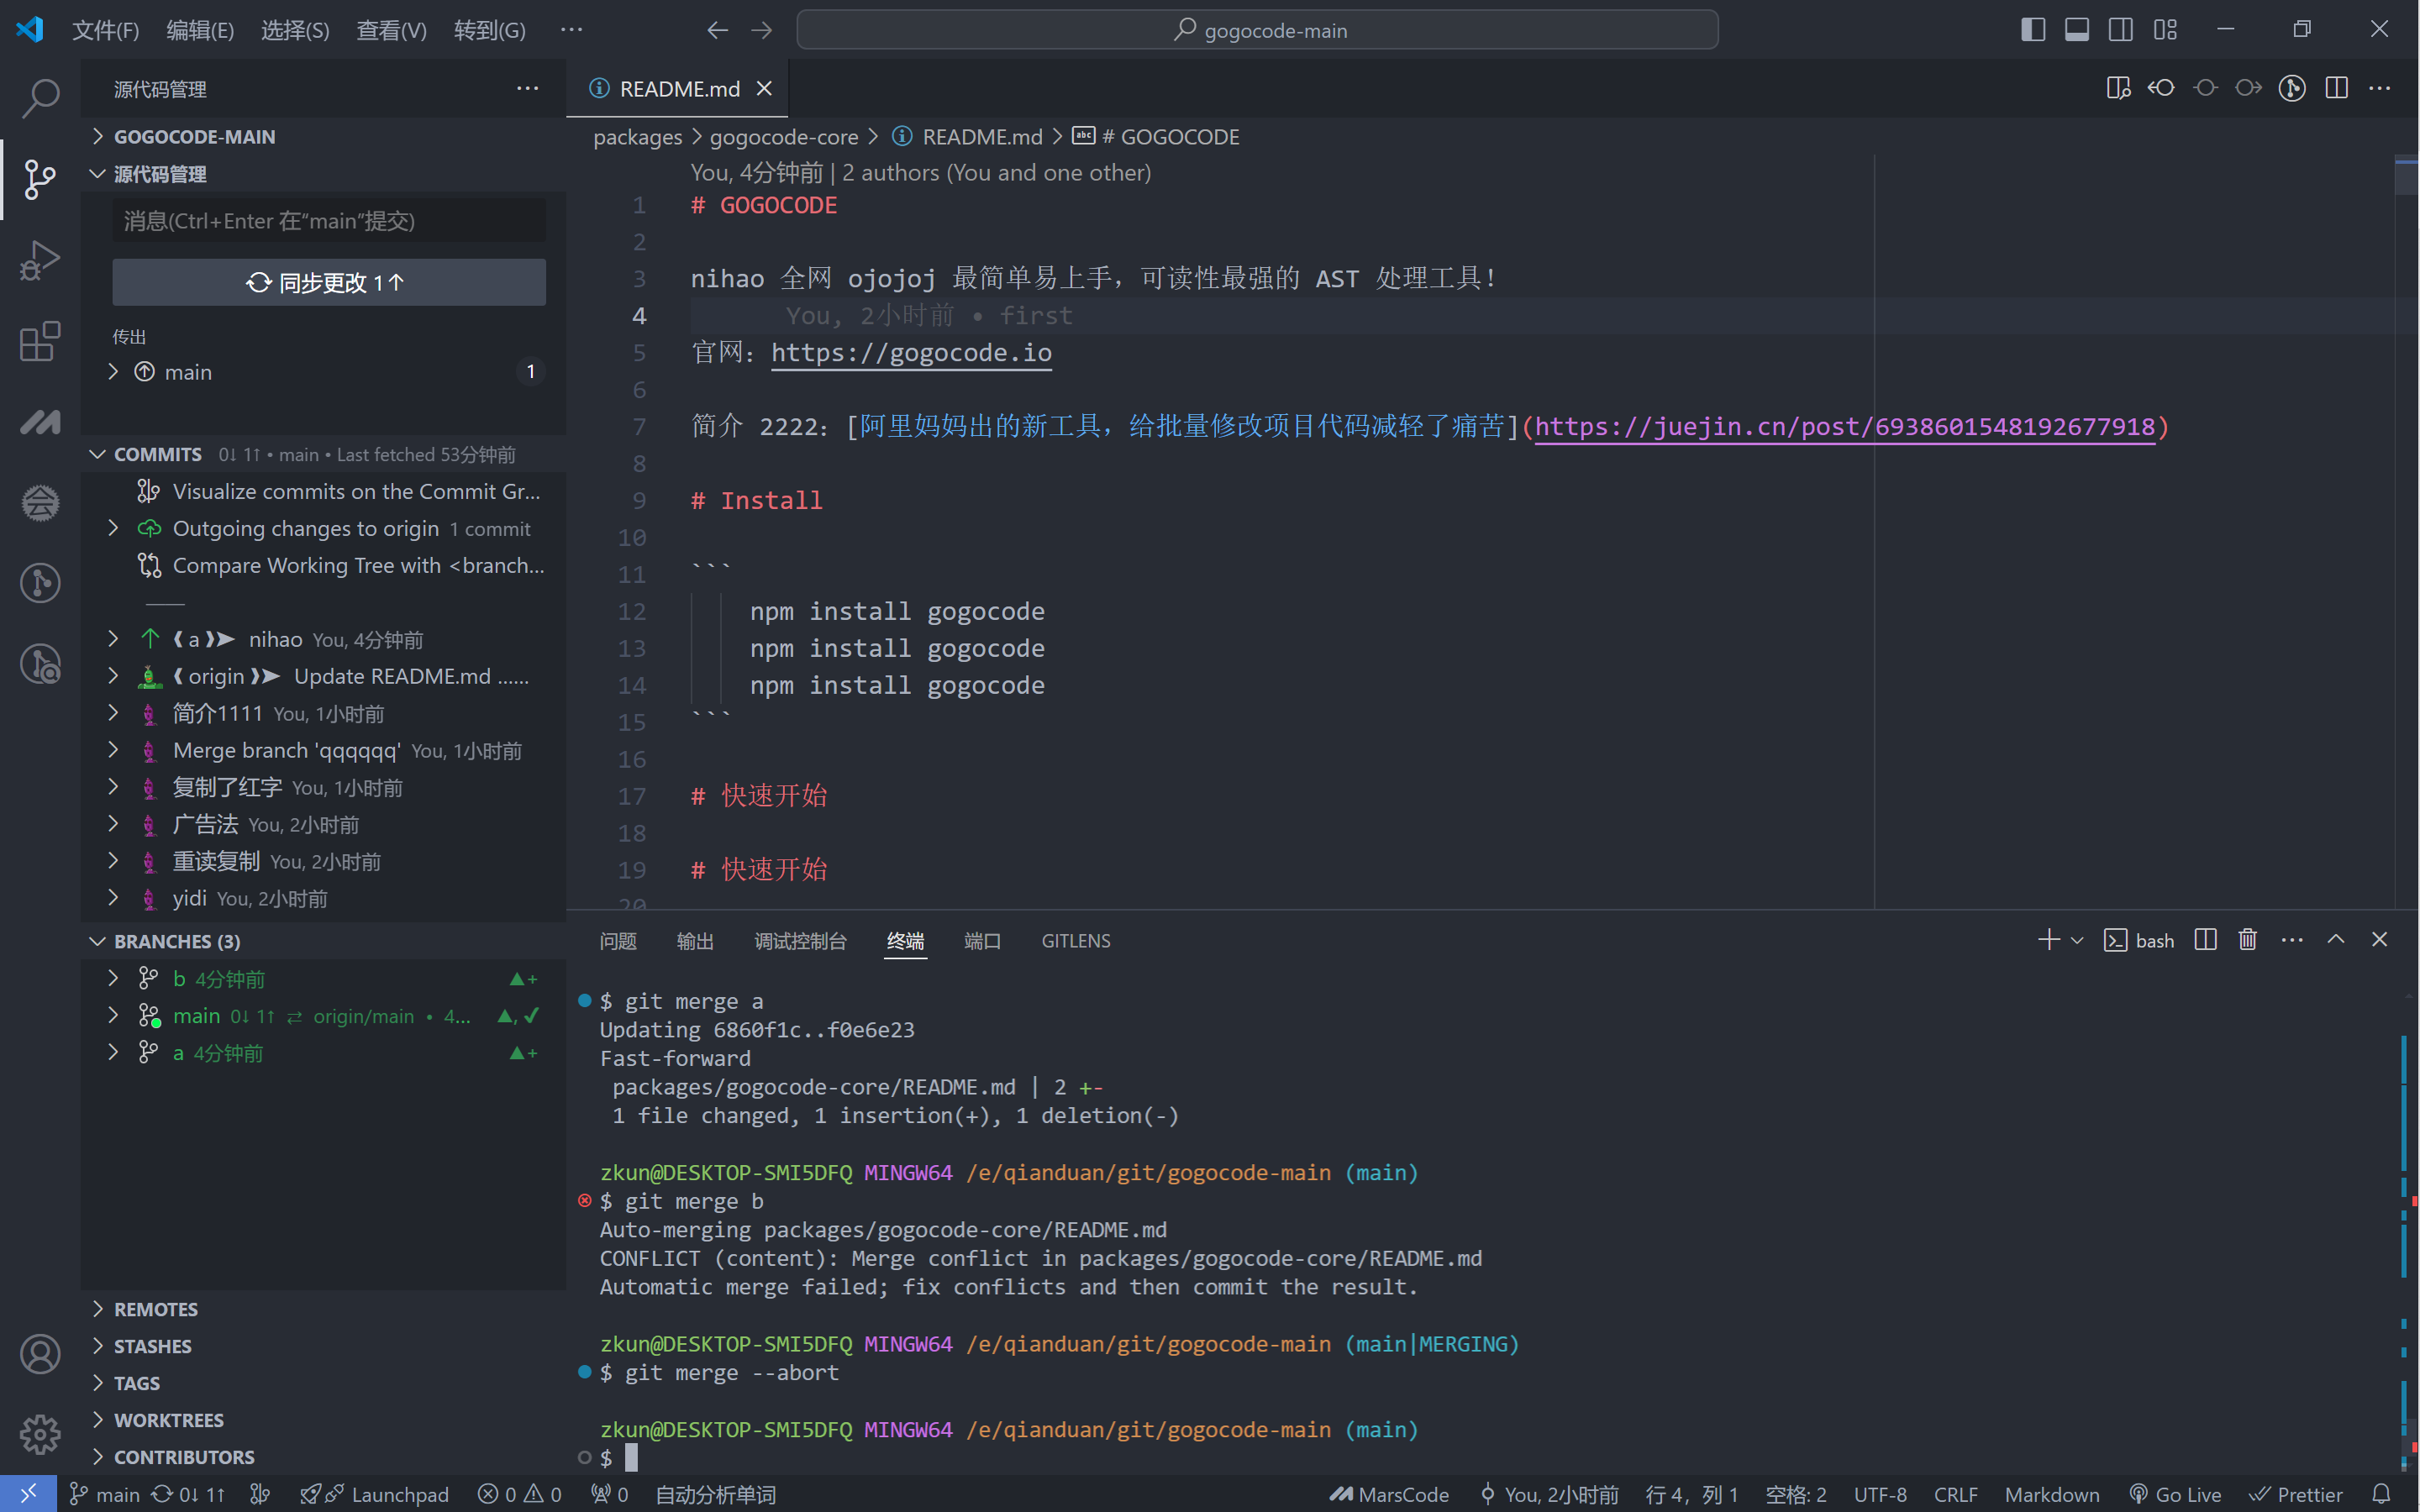 文件(F) 编辑(E) 选择(S) 查看(V) 转到(G) ··· gogocode-main
源代码管理 ···
GOGOCODE-MAIN
源代码管理
消息(Ctrl+Enter 在“main”提交)
同步更改 1↑
传出
main 1
COMMITS 0↓ 1↑ • main • Last fetched 53分钟前
Visualize commits on the Commit Gr...
Outgoing changes to origin 1 commit
Compare Working Tree with <branch...
❰ a ❱➤ nihao You, 4分钟前
❰ origin ❱➤ Update README.md ......
简介1111 You, 1小时前
Merge branch 'qqqqqq' You, 1小时前
复制了红字 You, 1小时前
广告法 You, 2小时前
重读复制 You, 2小时前
yidi You, 2小时前
BRANCHES (3)
b 4分钟前 ▲+
main 0↓ 1↑ ⇄ origin/main • 4... ▲,✓
a 4分钟前 ▲+
REMOTES
STASHES
TAGS
WORKTREES
CONTRIBUTORS
README.md
packages > gogocode-core > README.md > # GOGOCODE
You, 4分钟前 | 2 authors (You and one other)
1 # GOGOCODE
2
3 nihao 全网 ojojoj 最简单易上手，可读性最强的 AST 处理工具！
4 You, 2小时前 • first
5 官网：https://gogocode.io
6
7 简介 2222：[阿里妈妈出的新工具，给批量修改项目代码减轻了痛苦](https://juejin.cn/post/6938601548192677918)
8
9 # Install
10
11 ```
12 npm install gogocode
13 npm install gogocode
14 npm install gogocode
15 ```
16
17 # 快速开始
18
19 # 快速开始
20
问题 输出 调试控制台 终端 端口 GITLENS bash
$ git merge a
Updating 6860f1c..f0e6e23
Fast-forward
packages/gogocode-core/README.md | 2 +-
1 file changed, 1 insertion(+), 1 deletion(-)
zkun@DESKTOP-SMI5DFQ MINGW64 /e/qianduan/git/gogocode-main (main)
$ git merge b
Auto-merging packages/gogocode-core/README.md
CONFLICT (content): Merge conflict in packages/gogocode-core/README.md
Automatic merge failed; fix conflicts and then commit the result.
zkun@DESKTOP-SMI5DFQ MINGW64 /e/qianduan/git/gogocode-main (main|MERGING)
$ git merge --abort
zkun@DESKTOP-SMI5DFQ MINGW64 /e/qianduan/git/gogocode-main (main)
$
main 0↓ 1↑ Launchpad 0 0 0 自动分析单词 MarsCode You, 2小时前 行 4，列 1 空格: 2 UTF-8 CRLF Markdown Go Live Prettier